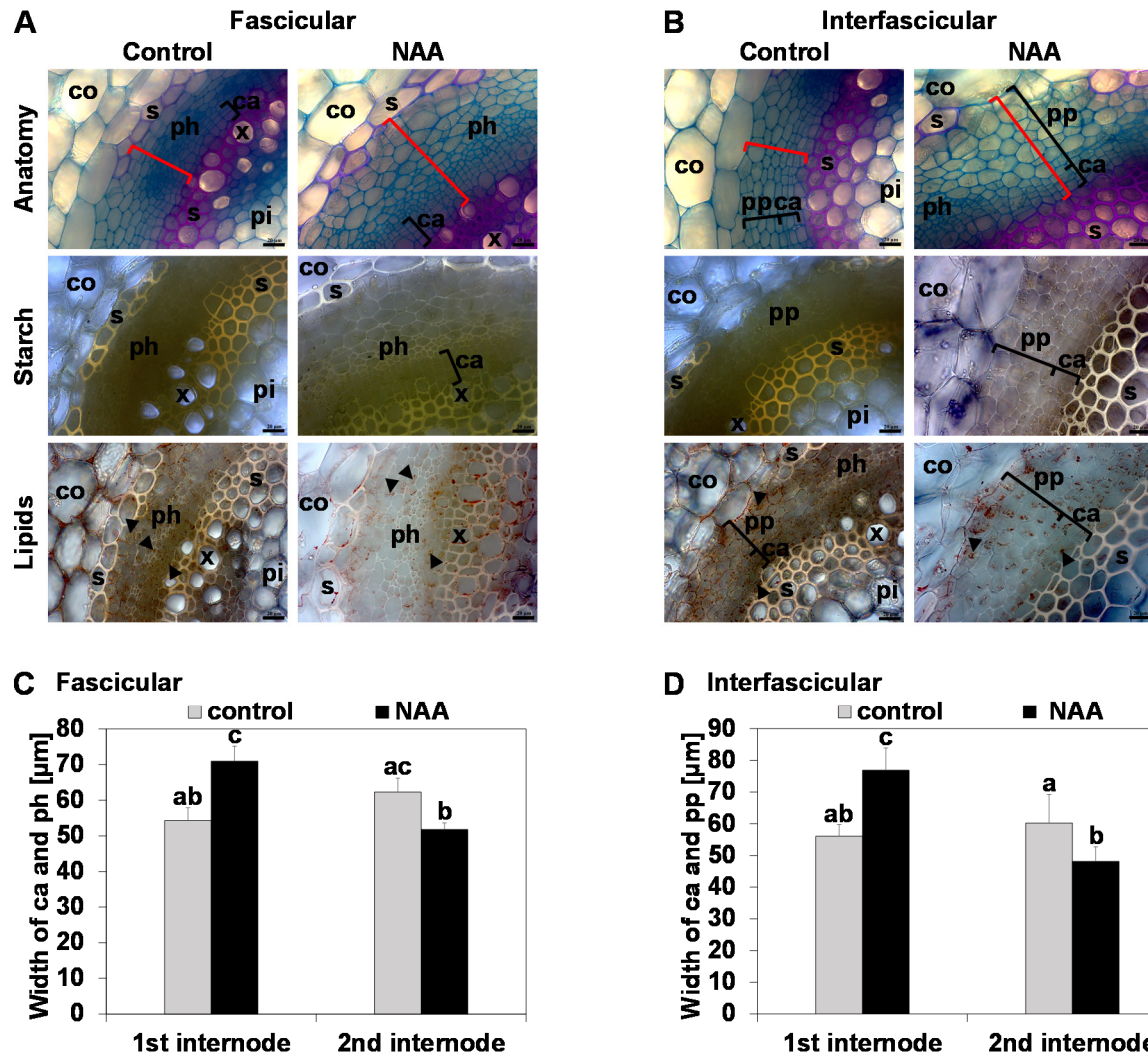 A Fascicular
Control NAA
B Interfascicular
Control NAA
Anatomy
co s ph ca x s pi
co s ph ca x
co s pp ca pi
co s pp ca ph s
Starch
co s s ph x pi
co s ph ca x
co pp s s x pi
co pp ca s
Lipids
co s ph x s pi
co ph x s
s ph co pp ca x s pi
co pp ca s
20 µm
C Fascicular
control NAA
Width of ca and ph [µm]
80
70
60
50
40
30
20
10
0
ab c ac b
1st internode 2nd internode
D Interfascicular
control NAA
Width of ca and pp [µm]
90
80
70
60
50
40
30
20
10
0
ab c a b
1st internode 2nd internode